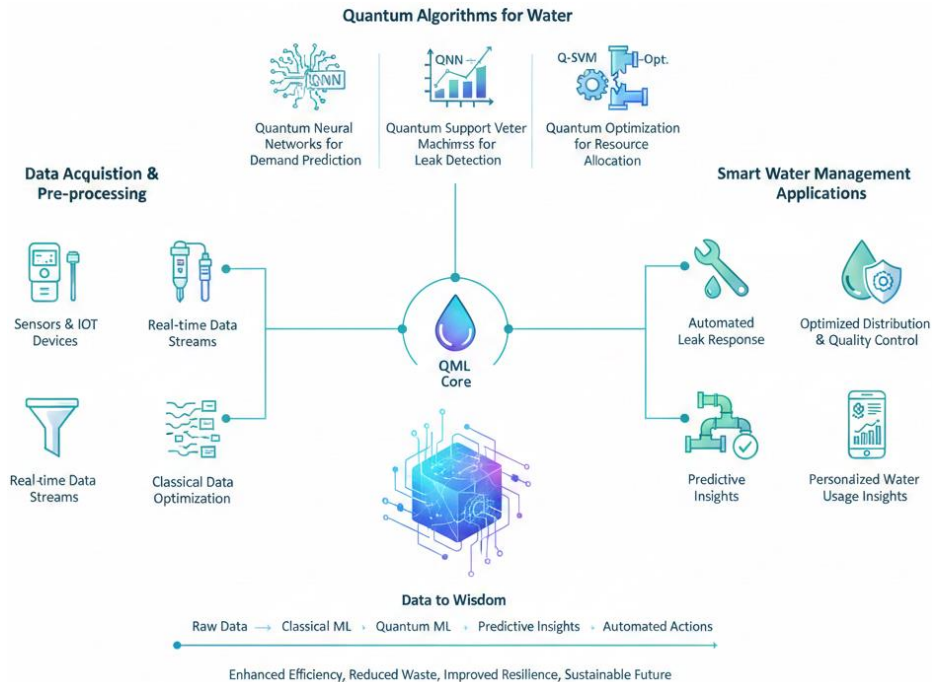 Quantum Algorithms for Water
QNN
QNN
Q-SVM
-Opt.
Quantum Neural
Networks for
Demand Prediction
Quantum Support Veter
Machinss for
Leak Detection
Quantum Optimization
for Resource
Allocation
Data Acquistion &
Pre-processing
Sensors & IOT
Devices
Real-time Data
Streams
Real-time Data
Streams
Classical Data
Optimization
QML
Core
Smart Water Management
Applications
Automated
Leak Response
Optimized Distribution
& Quality Control
Predictive
Insights
Personalized Water
Usage Insights
Data to Wisdom
Raw Data → Classical ML → Quantum ML → Predictive Insights → Automated Actions
Enhanced Efficiency, Reduced Waste, Improved Resillence, Sustainable Future